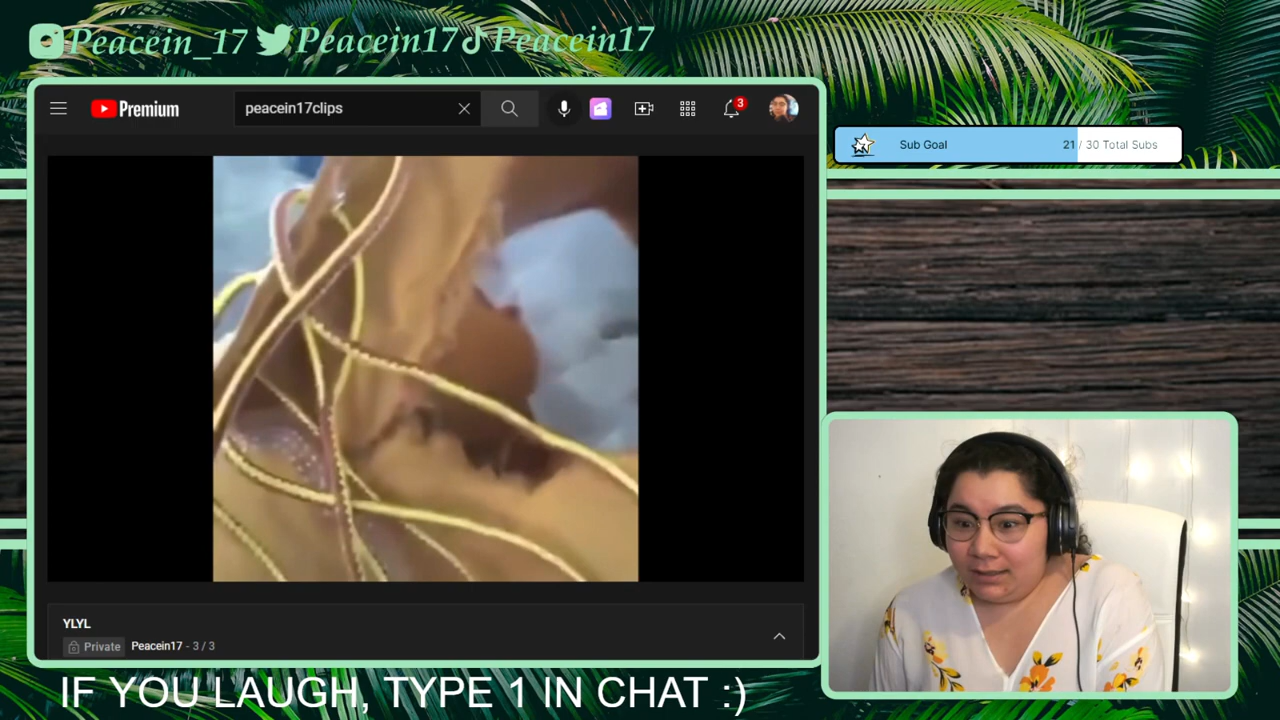 Peacein_17 Peacein17 Peacein17
Premium
peacein17clips
3
Sub Goal 21 / 30 Total Subs
YLYL
Private Peacein17 - 3 / 3
IF YOU LAUGH, TYPE 1 IN CHAT :)